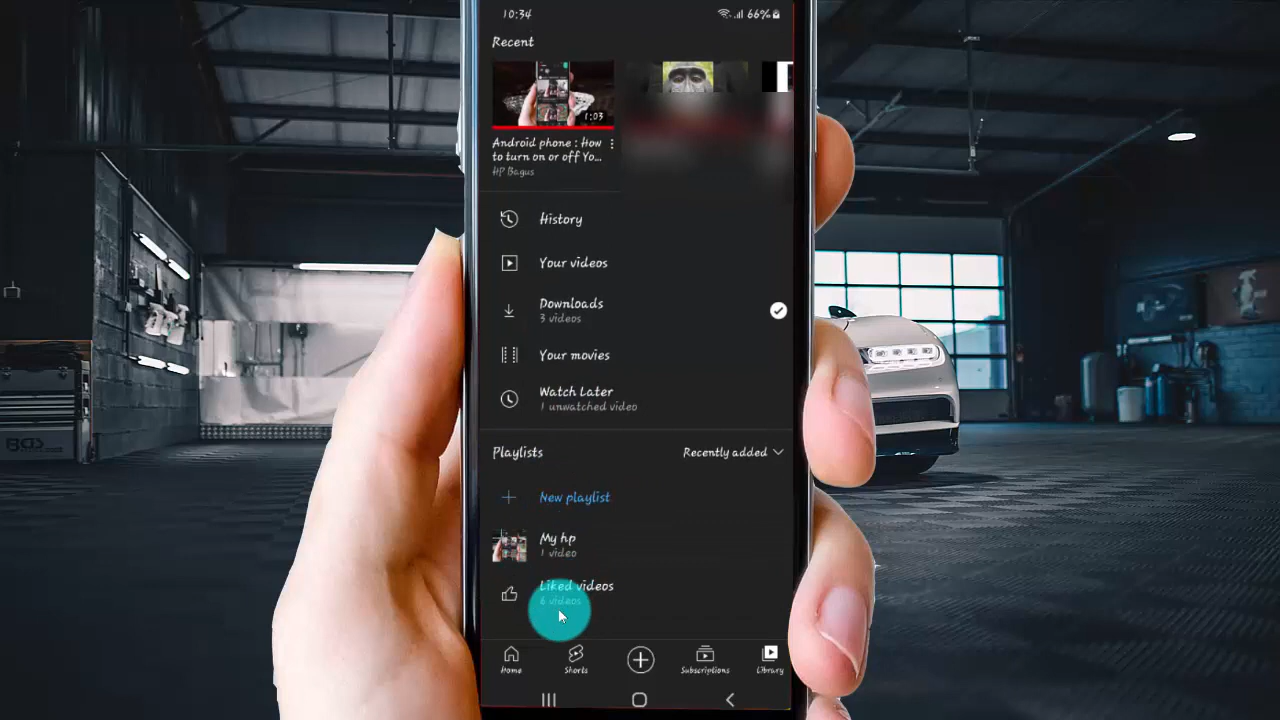 10:34
66%
Recent
1:03
Android phone : How
to turn on or off Yo...
HP Bagus
History
Your videos
Downloads
3 videos
Your movies
Watch Later
1 unwatched video
Playlists
Recently added
New playlist
My hp
1 video
Liked videos
6 videos
Home
Shorts
Subscriptions
Library